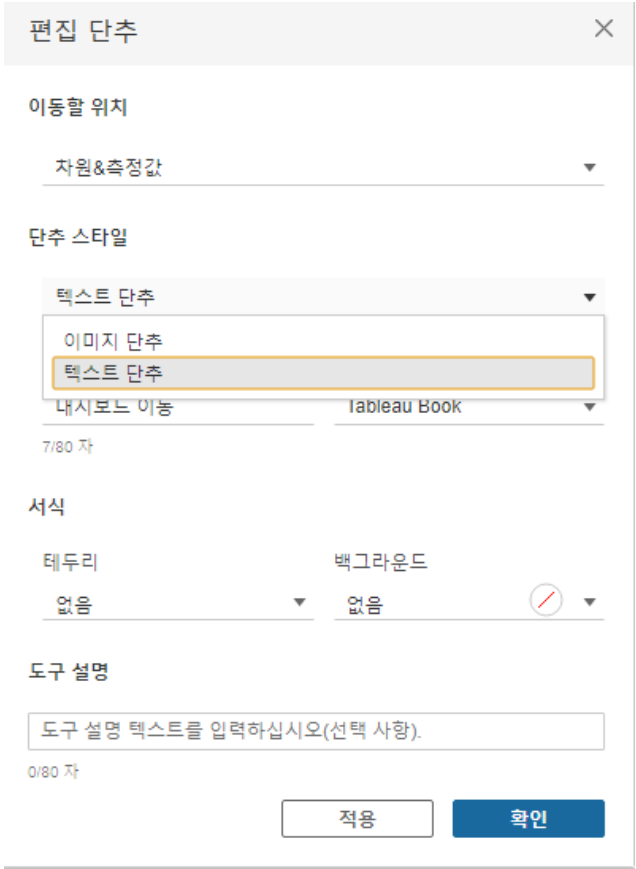 편집 단추
이동할 위치
차원&측정값
단추 스타일
텍스트 단추
이미지 단추
텍스트 단추
이동 Tableau Book
7/80 자
서식
테두리 백그라운드
없음 없음
도구 설명
도구 설명 텍스트를 입력하십시오(선택 사항).
0/80 자
적용 확인